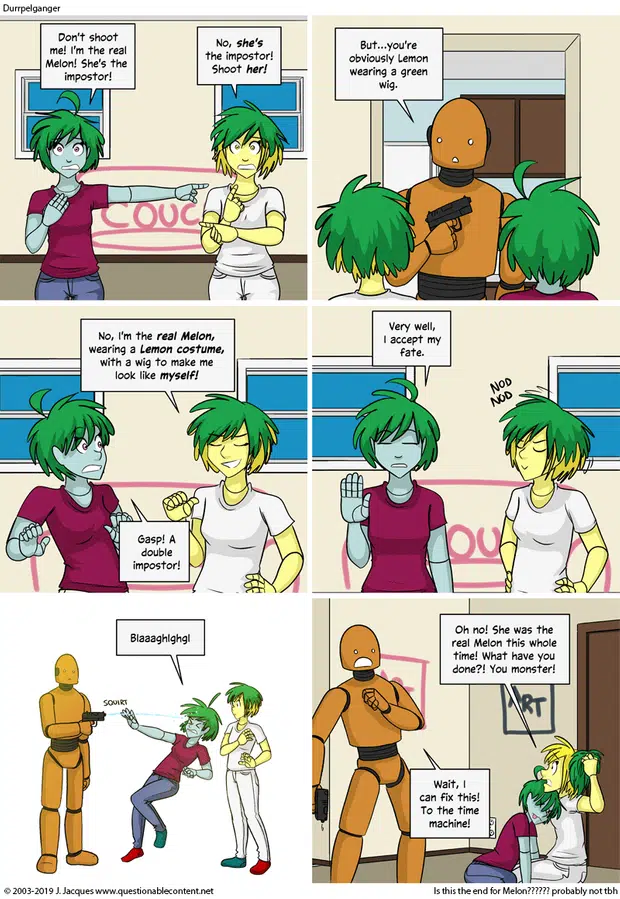 Durrpelganger
Don't shoot
me! I'm the real
Melon! She's the
impostor!
No, she's
the impostor!
Shoot her!
COUC
But...you're
obviously Lemon
wearing a green
wig.
No, I'm the real Melon,
wearing a Lemon costume,
with a wig to make me
look like myself!
Gasp! A
double
impostor!
Very well,
I accept my
fate.
NOD
NOD
OU
Blaaaghlghgl
SQUIRT
Oh no! She was the
real Melon this whole
time! What have you
done?! You monster!
ART
Wait, I
can fix this!
To the time
machine!
© 2003-2019 J. Jacques www.questionablecontent.net
Is this the end for Melon?????? probably not tbh